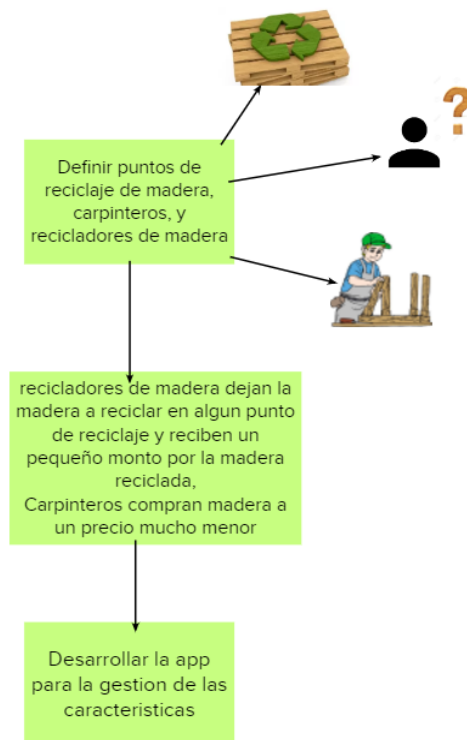 ?
Definir puntos de
reciclaje de madera,
carpinteros, y
recicladores de madera
recicladores de madera dejan la
madera a reciclar en algun punto
de reciclaje y reciben un
pequeño monto por la madera
reciclada,
Carpinteros compran madera a
un precio mucho menor
Desarrollar la app
para la gestion de las
caracteristicas